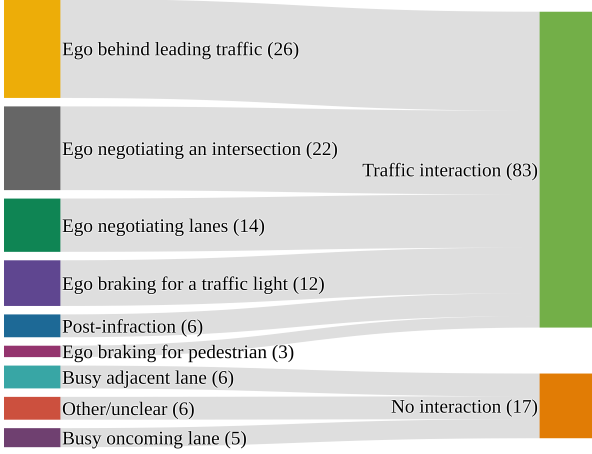 Ego behind leading traffic (26)
Ego negotiating an intersection (22)
Traffic interaction (83)
Ego negotiating lanes (14)
Ego braking for a traffic light (12)
Post-infraction (6)
Ego braking for pedestrian (3)
Busy adjacent lane (6)
Other/unclear (6)
No interaction (17)
Busy oncoming lane (5)